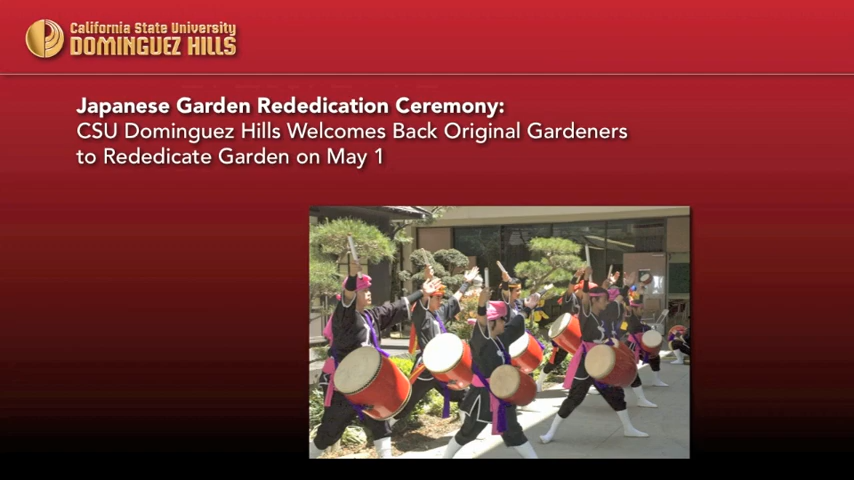 California State University
DOMINGUEZ HILLS
Japanese Garden Rededication Ceremony:
CSU Dominguez Hills Welcomes Back Original Gardeners
to Rededicate Garden on May 1